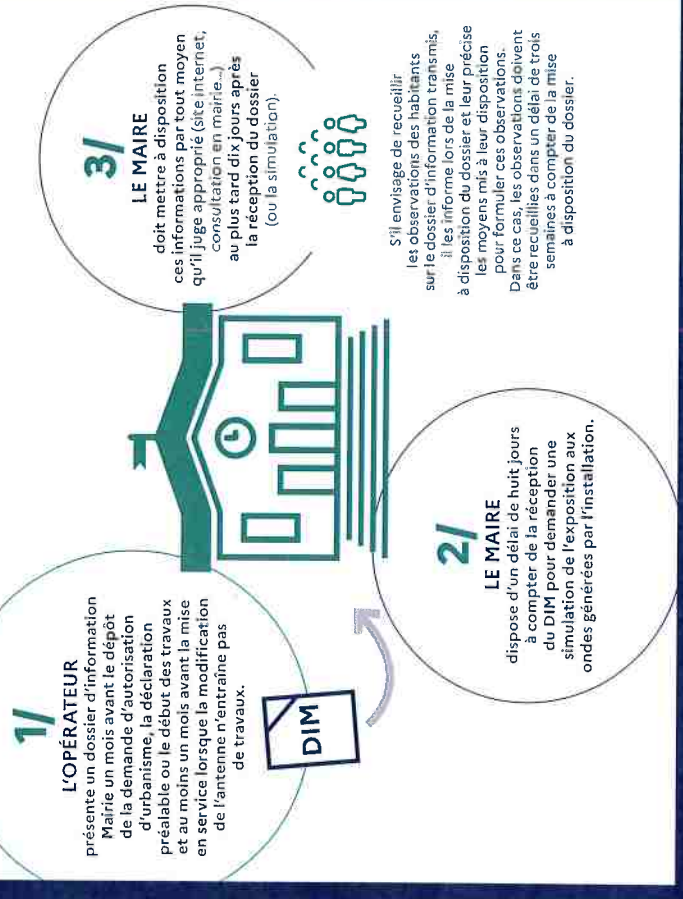 1/
L'OPÉRATEUR
présente un dossier d'information
Mairie un mois avant le dépôt
de la demande d'autorisation
d'urbanisme, la déclaration
préalable ou le début des travaux
et au moins un mois avant la mise
en service lorsque la modification
de l'antenne n'entraîne pas
de travaux.
DIM
2/
LE MAIRE
dispose d'un délai de huit jours
à compter de la réception
du DIM pour demander une
simulation de l'exposition aux
ondes générées par l'installation.
3/
LE MAIRE
doit mettre à disposition
ces informations par tout moyen
qu'il juge approprié (site internet,
consultation en mairie...)
au plus tard dix jours après
la réception du dossier
(ou la simulation).
S'il envisage de recueillir
les observations des habitants
sur le dossier d'information transmis,
il les informe lors de la mise
à disposition du dossier et leur précise
les moyens mis à leur disposition
pour formuler ces observations.
Dans ce cas, les observations doivent
être recueillies dans un délai de trois
semaines à compter de la mise
à disposition du dossier.